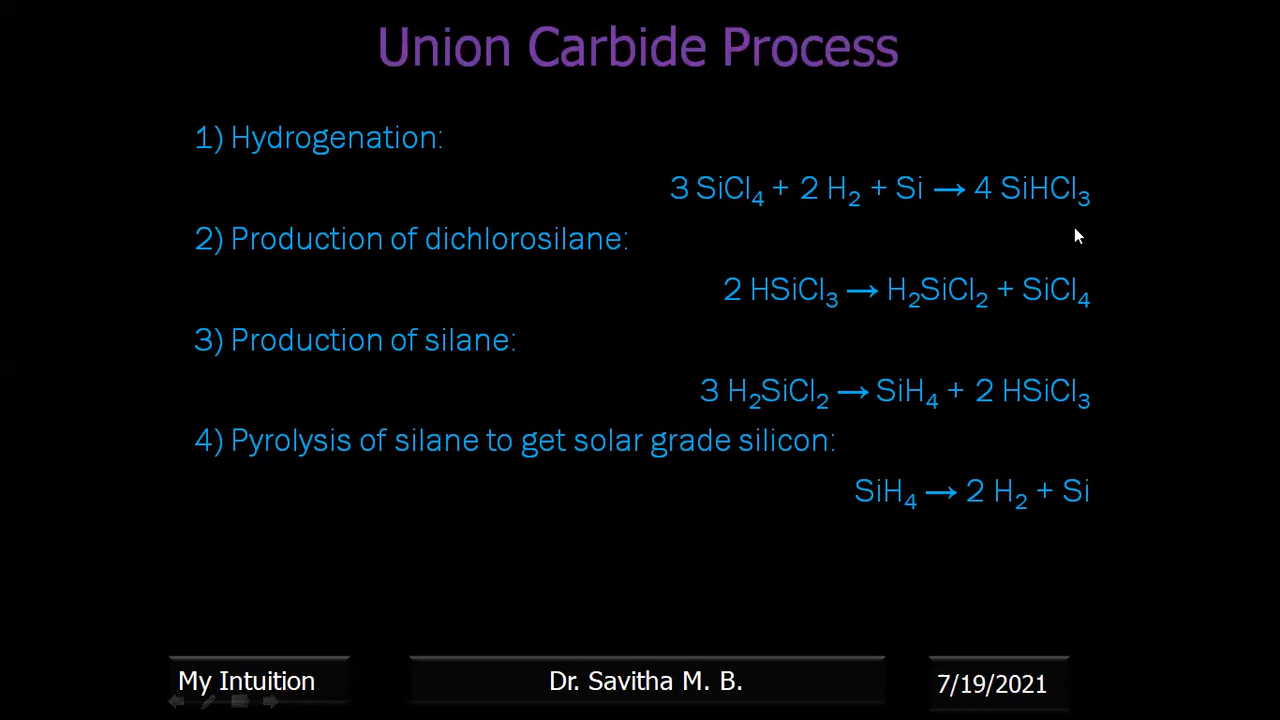 Union Carbide Process
1) Hydrogenation:
3 SiCl₄ + 2 H₂ + Si → 4 SiHCl₃
2) Production of dichlorosilane:
2 HSiCl₃ → H₂SiCl₂ + SiCl₄
3) Production of silane:
3 H₂SiCl₂ → SiH₄ + 2 HSiCl₃
4) Pyrolysis of silane to get solar grade silicon:
SiH₄ → 2 H₂ + Si
My Intuition
Dr. Savitha M. B.
7/19/2021